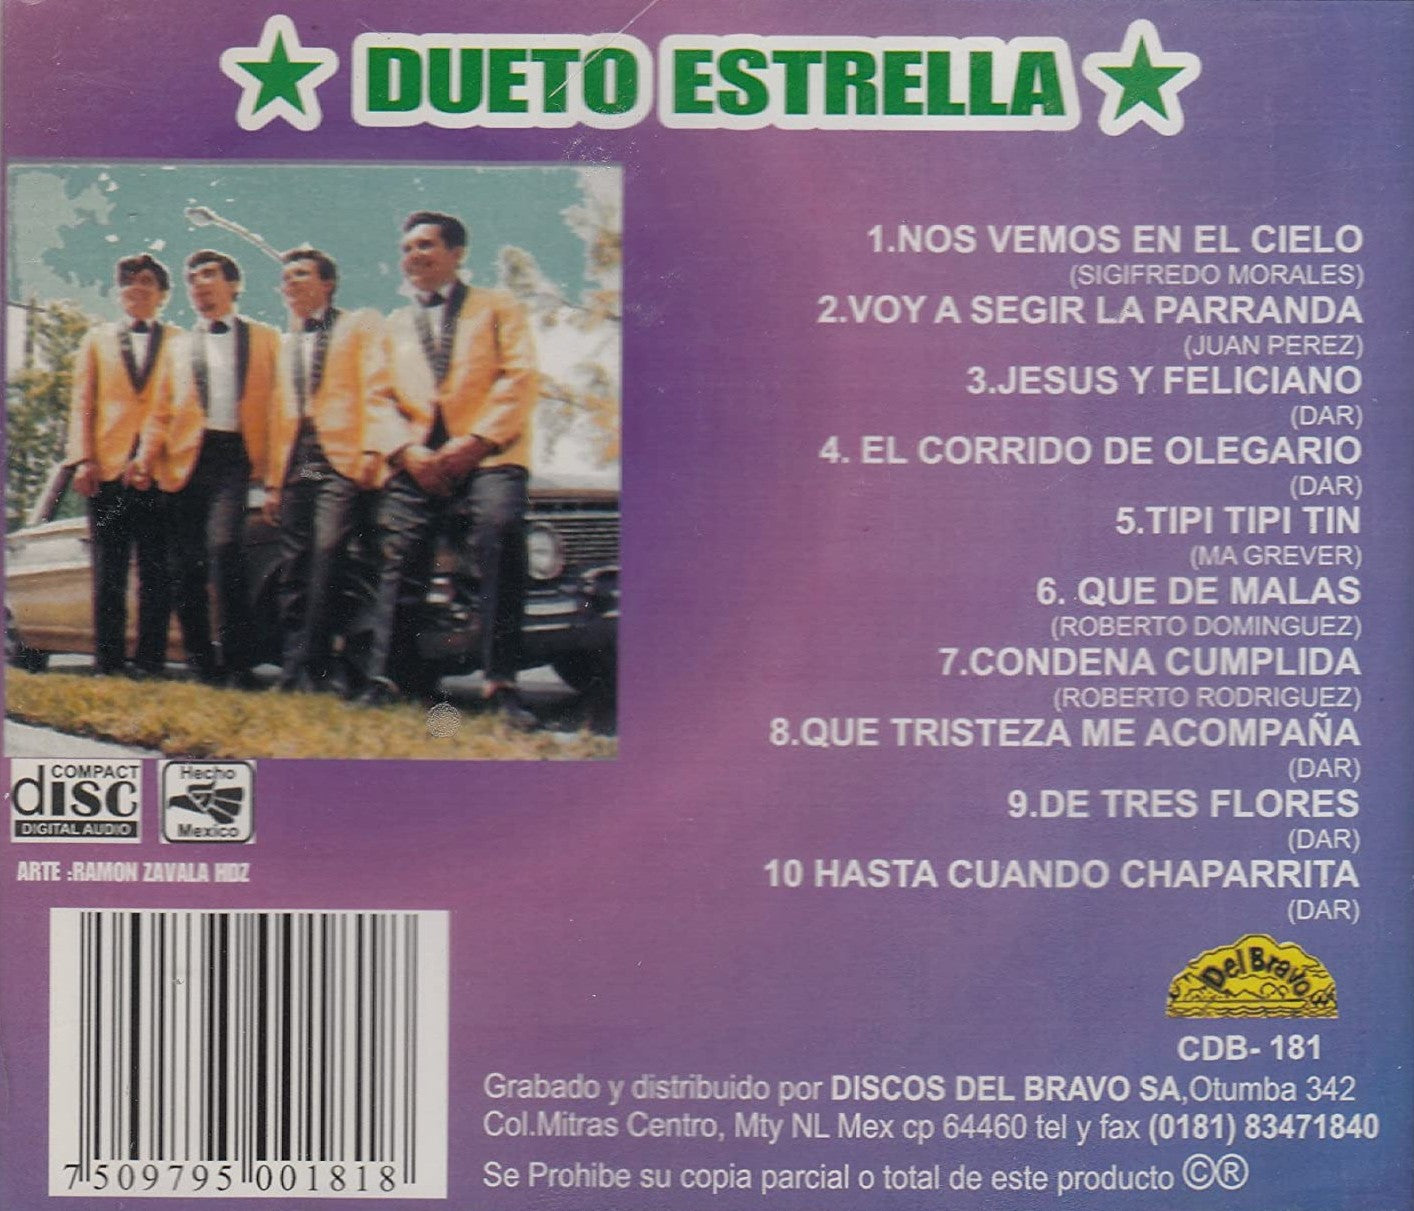 DUETO ESTRELLA
1.NOS VEMOS EN EL CIELO
(SIGIFREDO MORALES)
2.VOY A SEGIR LA PARRANDA
(JUAN PEREZ)
3.JESUS Y FELICIANO
(DAR)
4. EL CORRIDO DE OLEGARIO
(DAR)
5.TIPI TIPI TIN
(MA GREVER)
6. QUE DE MALAS
(ROBERTO DOMINGUEZ)
7.CONDENA CUMPLIDA
(ROBERTO RODRIGUEZ)
8.QUE TRISTEZA ME ACOMPAÑA
(DAR)
9.DE TRES FLORES
(DAR)
10 HASTA CUANDO CHAPARRITA
(DAR)
COMPACT
disc
DIGITAL AUDIO
Hecho
Mexico
ARTE :RAMON ZAVALA HDZ
7 509795 001818
Del Bravo
CDB- 181
Grabado y distribuido por DISCOS DEL BRAVO SA,Otumba 342
Col.Mitras Centro, Mty NL Mex cp 64460 tel y fax (0181) 83471840
Se Prohibe su copia parcial o total de este producto ©®